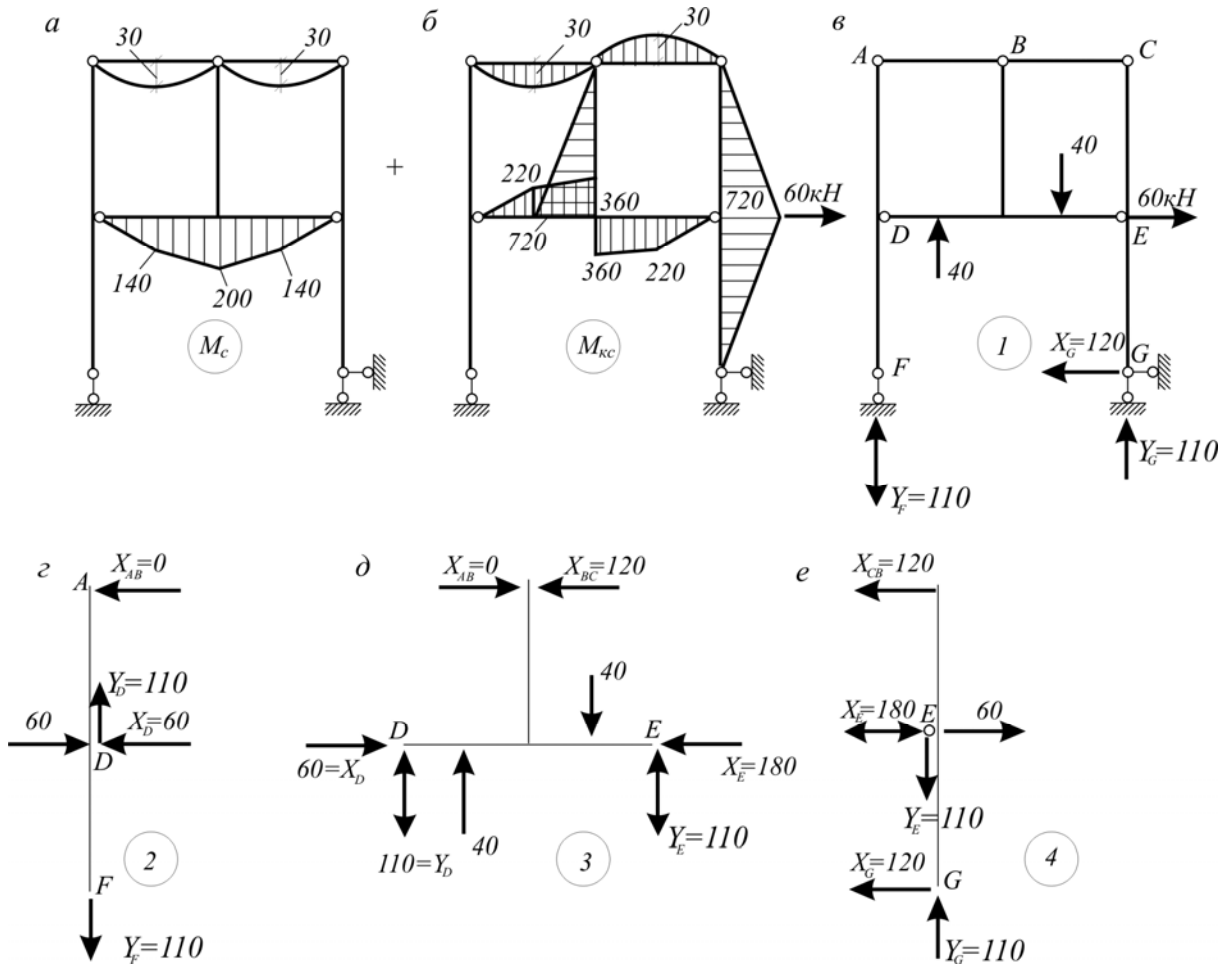 а
30
30
140
200
140
Mс
+
б
30
30
220
360
720
720
360
220
60кН
Mкс
в
A
B
C
40
60кН
D
E
40
1
XG=120
G
F
YG=110
YF=110
г
XAB=0
A
YD=110
60
XD=60
D
2
F
YF=110
д
XAB=0
XBC=120
40
D
E
60=XD
XE=180
40
YE=110
110=YD
3
е
XCB=120
XE=180
E
60
YE=110
XG=120
G
4
YG=110